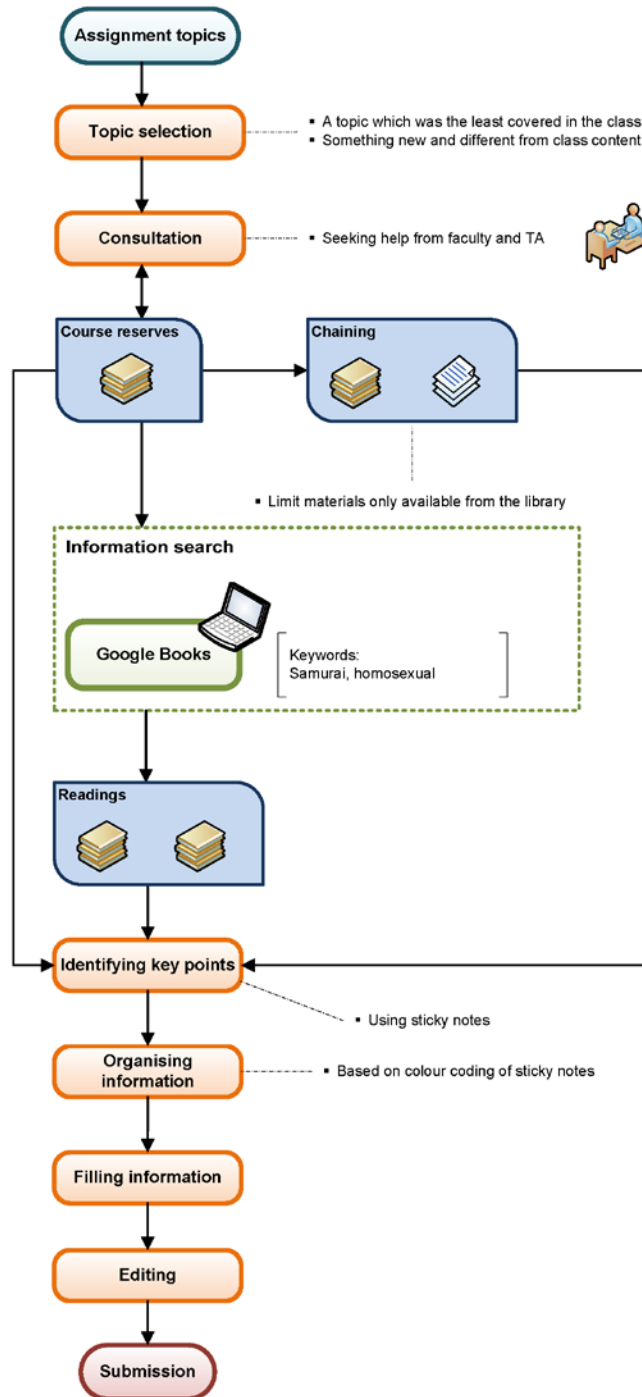 Assignment topics
Topic selection
▪ A topic which was the least covered in the class
▪ Something new and different from class content
Consultation
▪ Seeking help from faculty and TA
Course reserves
Chaining
▪ Limit materials only available from the library
Information search
Google Books
Keywords:
Samurai, homosexual
Readings
Identifying key points
▪ Using sticky notes
Organising
information
▪ Based on colour coding of sticky notes
Filling information
Editing
Submission